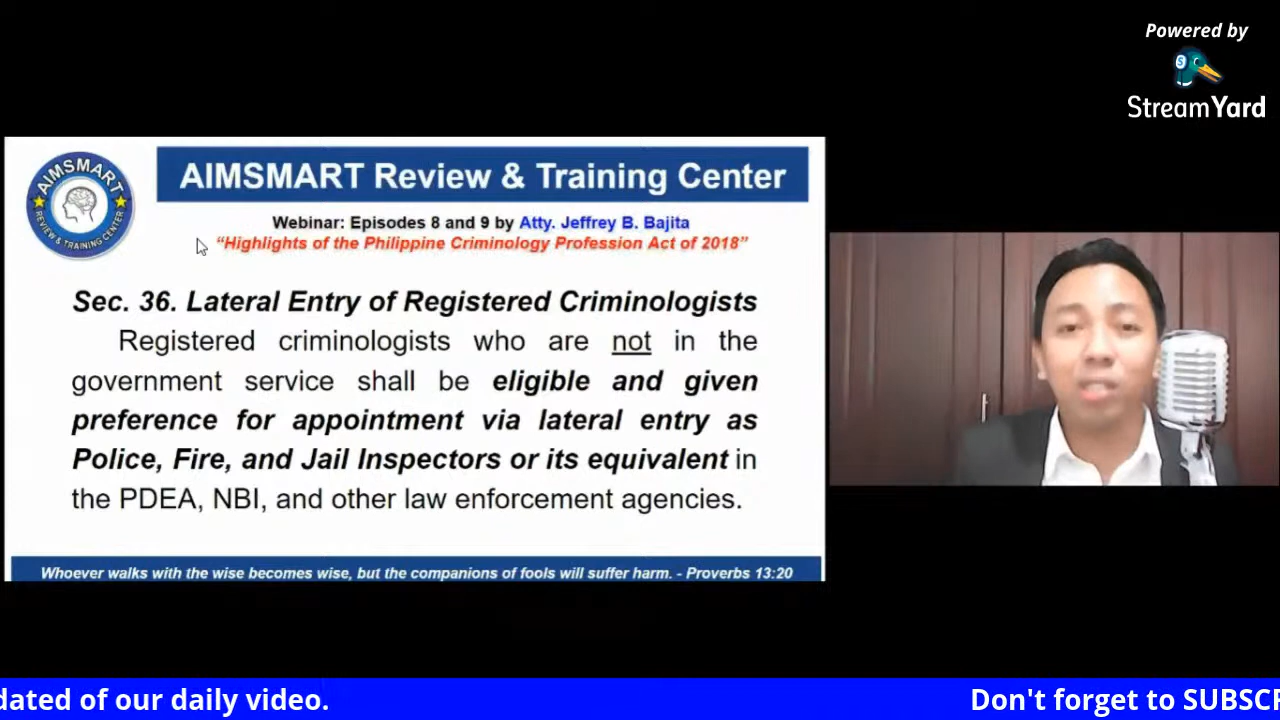 Powered by
StreamYard
AIMSMART
REVIEW & TRAINING CENTER
AIMSMART Review & Training Center
Webinar: Episodes 8 and 9 by Atty. Jeffrey B. Bajita
“Highlights of the Philippine Criminology Profession Act of 2018”
Sec. 36. Lateral Entry of Registered Criminologists
Registered criminologists who are not in the
government service shall be eligible and given
preference for appointment via lateral entry as
Police, Fire, and Jail Inspectors or its equivalent in
the PDEA, NBI, and other law enforcement agencies.
Whoever walks with the wise becomes wise, but the companions of fools will suffer harm. - Proverbs 13:20
dated of our daily video. Don't forget to SUBSCR